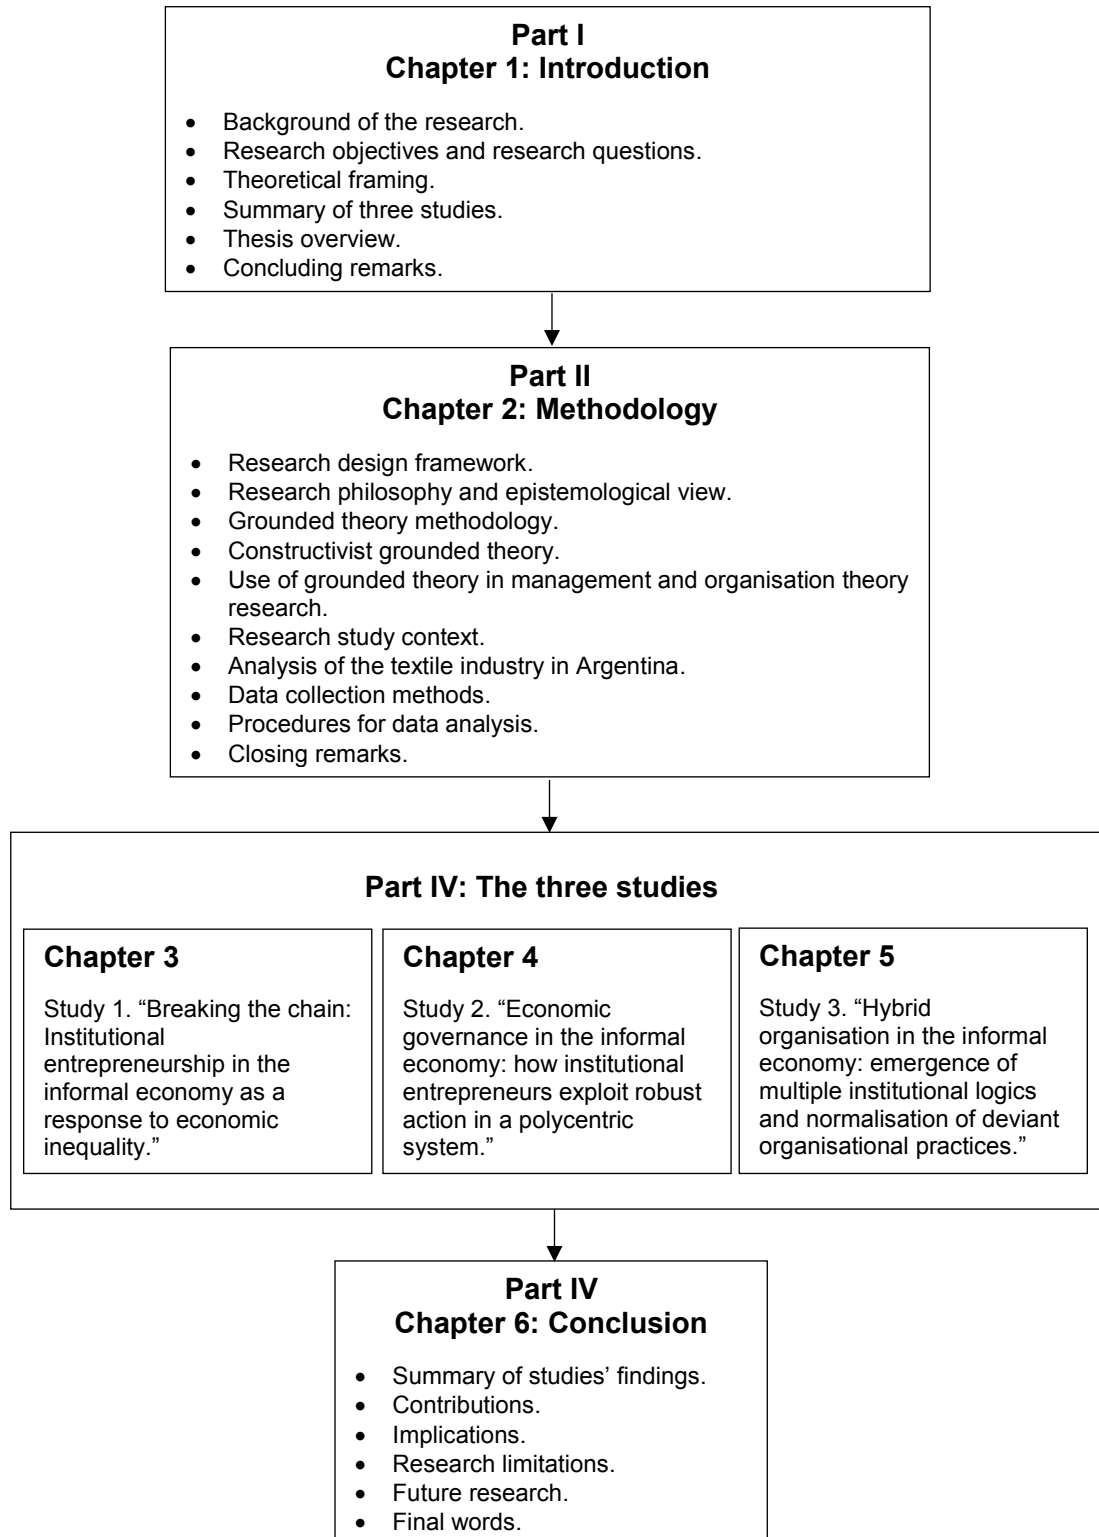 Part I
Chapter 1: Introduction
• Background of the research.
• Research objectives and research questions.
• Theoretical framing.
• Summary of three studies.
• Thesis overview.
• Concluding remarks.
Part II
Chapter 2: Methodology
• Research design framework.
• Research philosophy and epistemological view.
• Grounded theory methodology.
• Constructivist grounded theory.
• Use of grounded theory in management and organisation theory
research.
• Research study context.
• Analysis of the textile industry in Argentina.
• Data collection methods.
• Procedures for data analysis.
• Closing remarks.
Part IV: The three studies
Chapter 3
Study 1. “Breaking the chain:
Institutional
entrepreneurship in the
informal economy as a
response to economic
inequality.”
Chapter 4
Study 2. “Economic
governance in the informal
economy: how institutional
entrepreneurs exploit robust
action in a polycentric
system.”
Chapter 5
Study 3. “Hybrid
organisation in the informal
economy: emergence of
multiple institutional logics
and normalisation of deviant
organisational practices.”
Part IV
Chapter 6: Conclusion
• Summary of studies’ findings.
• Contributions.
• Implications.
• Research limitations.
• Future research.
• Final words.